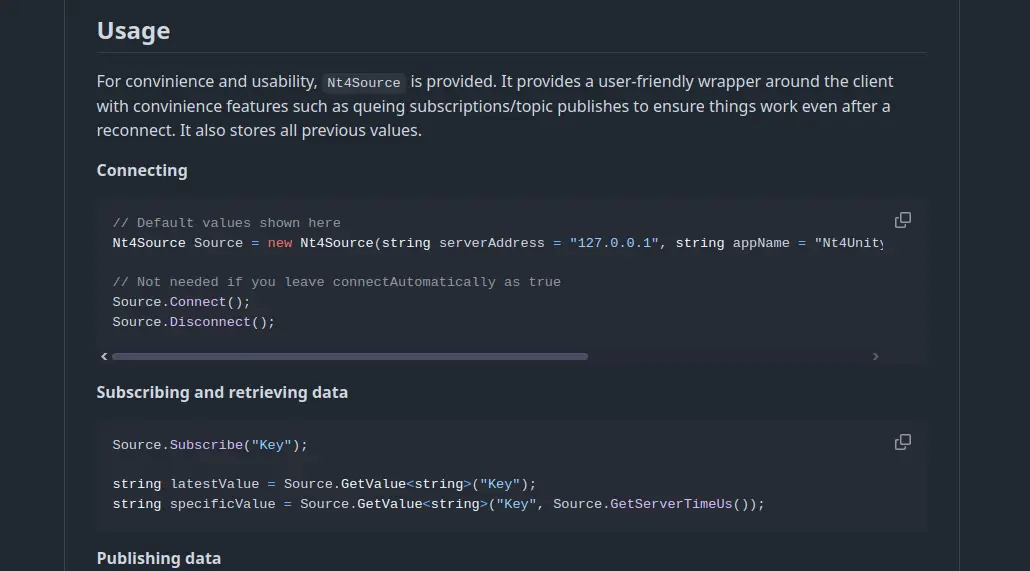 Usage
For convinience and usability, Nt4Source is provided. It provides a user-friendly wrapper around the client
with convinience features such as queing subscriptions/topic publishes to ensure things work even after a
reconnect. It also stores all previous values.
Connecting
// Default values shown here
Nt4Source Source = new Nt4Source(string serverAddress = "127.0.0.1", string appName = "Nt4Unity
// Not needed if you leave connectAutomatically as true
Source.Connect();
Source.Disconnect();
Subscribing and retrieving data
Source.Subscribe("Key");
string latestValue = Source.GetValue<string>("Key");
string specificValue = Source.GetValue<string>("Key", Source.GetServerTimeUs());
Publishing data